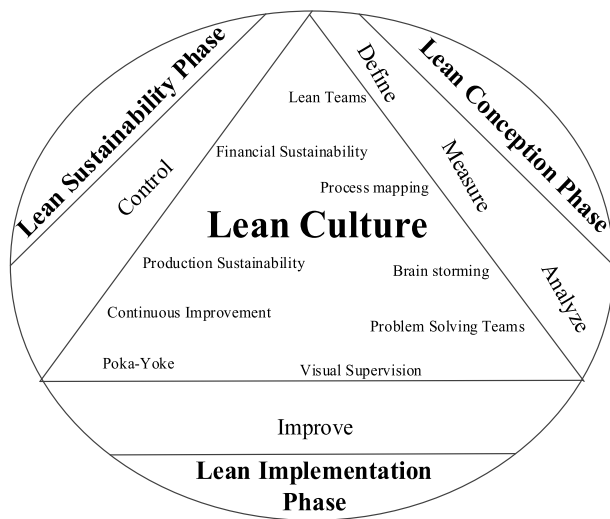 Lean Sustainability Phase
Control
Define
Measure
Analyze
Lean Conception Phase
Lean Teams
Financial Sustainability
Process mapping
Lean Culture
Production Sustainability
Brain storming
Continuous Improvement
Problem Solving Teams
Poka-Yoke
Visual Supervision
Improve
Lean Implementation
Phase